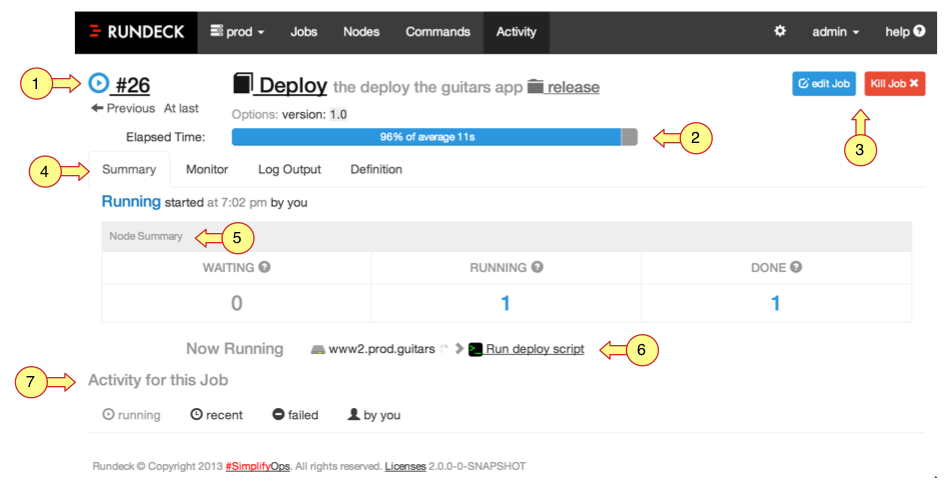 RUNDECK prod Jobs Nodes Commands Activity admin help ?
1 #26 Deploy the deploy the guitars app release edit Job Kill Job
Previous At last Options: version: 1.0
Elapsed Time: 96% of average 11s 2
3
4 Summary Monitor Log Output Definition
Running started at 7:02 pm by you
Node Summary 5
WAITING ? RUNNING ? DONE ?
0 1 1
Now Running www2.prod.guitars Run deploy script 6
7 Activity for this Job
running recent failed by you
Rundeck © Copyright 2013 #SimplifyOps. All rights reserved. Licenses 2.0.0-0-SNAPSHOT